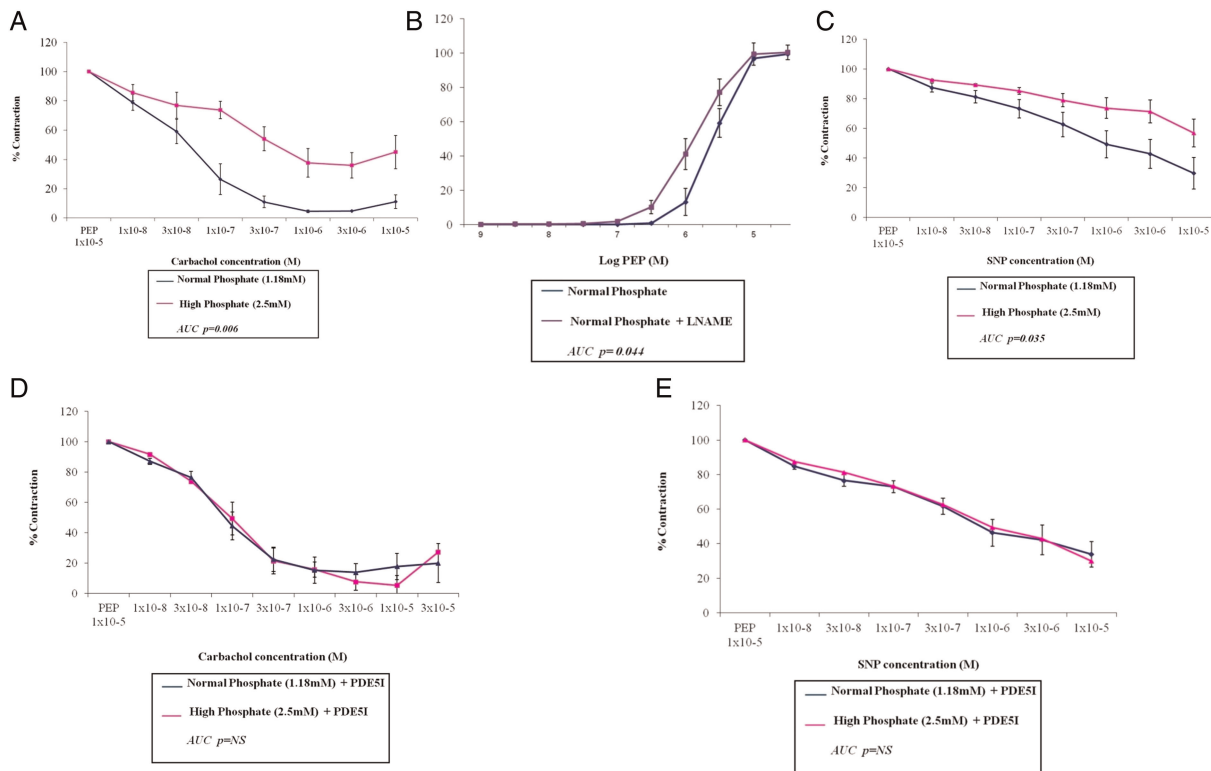 A
120
100
80
60
40
20
0
% Contraction
PEP 1x10-5 1x10-8 3x10-8 1x10-7 3x10-7 1x10-6 3x10-6 1x10-5
Carbachol concentration (M)
Normal Phosphate (1.18mM)
High Phosphate (2.5mM)
AUC p=0.006
B
120
100
80
60
40
20
0
% Contraction
9 8 7 6 5
Log PEP (M)
Normal Phosphate
Normal Phosphate + LNAME
AUC p= 0.044
C
120
100
80
60
40
20
0
% Contraction
PEP 1x10-5 1x10-8 3x10-8 1x10-7 3x10-7 1x10-6 3x10-6 1x10-5
SNP concentration (M)
Normal Phosphate (1.18mM)
High Phosphate (2.5mM)
AUC p=0.035
D
120
100
80
60
40
20
0
% Contraction
PEP 1x10-5 1x10-8 3x10-8 1x10-7 3x10-7 1x10-6 3x10-6 1x10-5 3x10-5
Carbachol concentration (M)
Normal Phosphate (1.18mM) + PDE5I
High Phosphate (2.5mM) + PDE5I
AUC p=NS
E
120
100
80
60
40
20
0
% Contraction
PEP 1x10-5 1x10-8 3x10-8 1x10-7 3x10-7 1x10-6 3x10-6 1x10-5
SNP concentration (M)
Normal Phosphate (1.18mM) + PDE5I
High Phosphate (2.5mM) + PDE5I
AUC p=NS